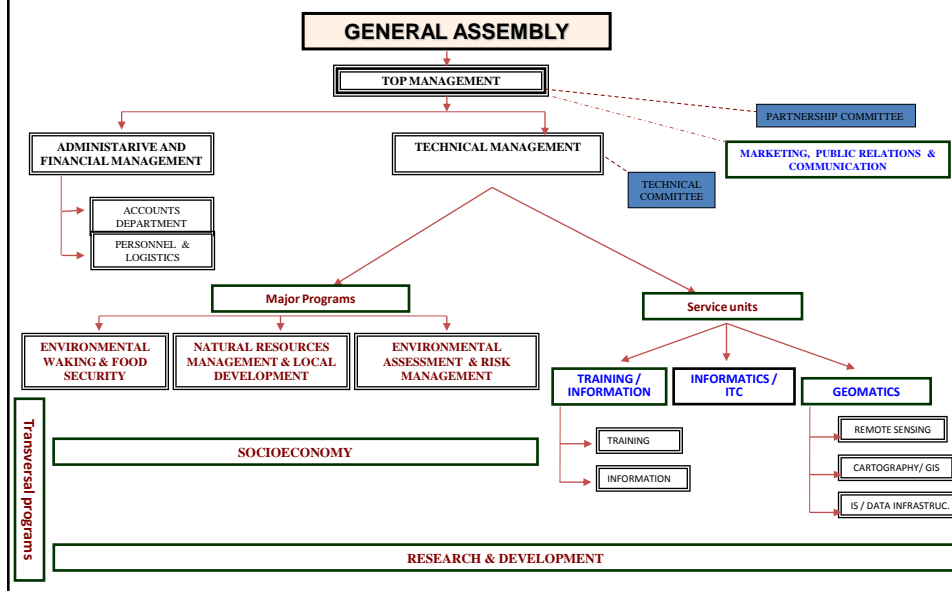 GENERAL ASSEMBLY
TOP MANAGEMENT
PARTNERSHIP COMMITTEE
ADMINISTARIVE AND
FINANCIAL MANAGEMENT
TECHNICAL MANAGEMENT
MARKETING, PUBLIC RELATIONS &
COMMUNICATION
TECHNICAL
COMMITTEE
ACCOUNTS
DEPARTMENT
PERSONNEL &
LOGISTICS
Major Programs
Service units
ENVIRONMENTAL
WAKING & FOOD
SECURITY
NATURAL RESOURCES
MANAGEMENT & LOCAL
DEVELOPMENT
ENVIRONMENTAL
ASSESSMENT & RISK
MANAGEMENT
TRAINING /
INFORMATION
INFORMATICS /
ITC
GEOMATICS
Transversal programs
SOCIOECONOMY
TRAINING
INFORMATION
REMOTE SENSING
CARTOGRAPHY/ GIS
IS / DATA INFRASTRUC.
RESEARCH & DEVELOPMENT